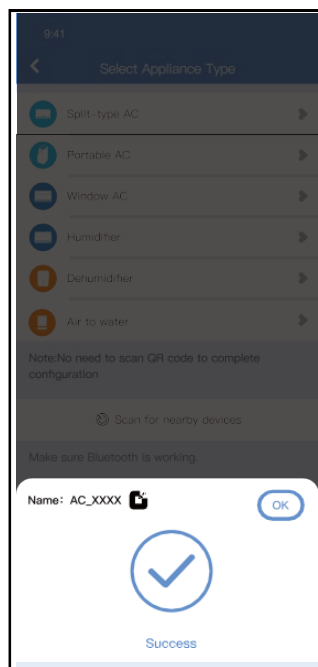 9:41
Select Appliance Type
Split-type AC
Portable AC
Window AC
Humidifier
Dehumidifier
Air to water
Note:No need to scan QR code to complete
configuration
Scan for nearby devices
Make sure Bluetooth is working.
Name: AC_XXXX
OK
Success